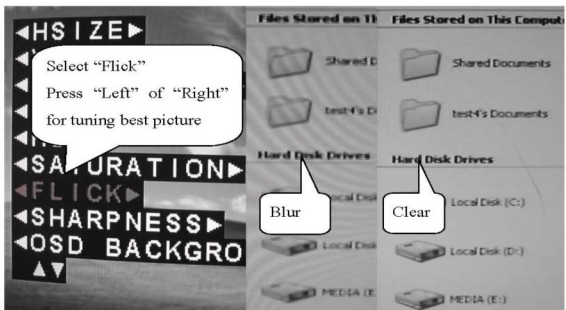 ◄HSIZE►
Select “Flick”
Press “Left” of “Right”
for tuning best picture
◄SATURATION►
◄FLICK►
◄SHARPNESS►
◄OSD BACKGRO
▲▼
Files Stored on Th
Shared D
test4's D
Hard Disk Drives
Blur
Local Disk
Local Disk
MEDIA (E
Files Stored on This Comput
Shared Documents
test4's Documents
Hard Disk Drives
Clear
Local Disk (C:)
Local Disk (D:)
MEDIA (E:)